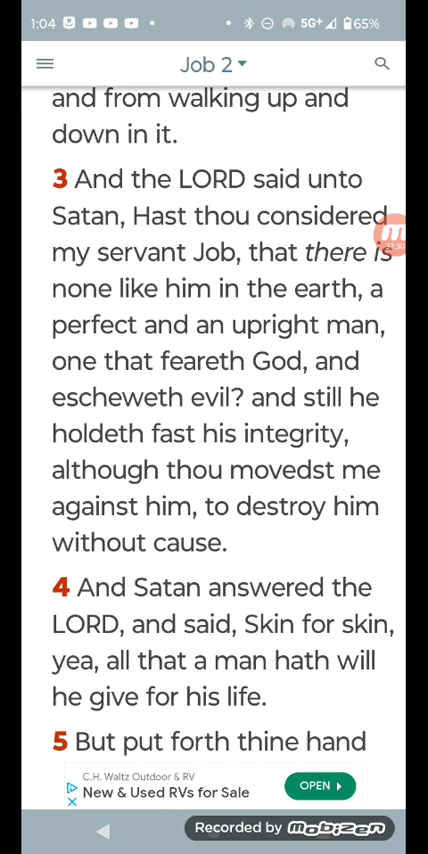 1:04 5G+ 65%
Job 2
and from walking up and
down in it.
3 And the LORD said unto
Satan, Hast thou considered
my servant Job, that there is
none like him in the earth, a
perfect and an upright man,
one that feareth God, and
escheweth evil? and still he
holdeth fast his integrity,
although thou movedst me
against him, to destroy him
without cause.
4 And Satan answered the
LORD, and said, Skin for skin,
yea, all that a man hath will
he give for his life.
5 But put forth thine hand
C.H. Waltz Outdoor & RV
New & Used RVs for Sale
OPEN
Recorded by Mobizen